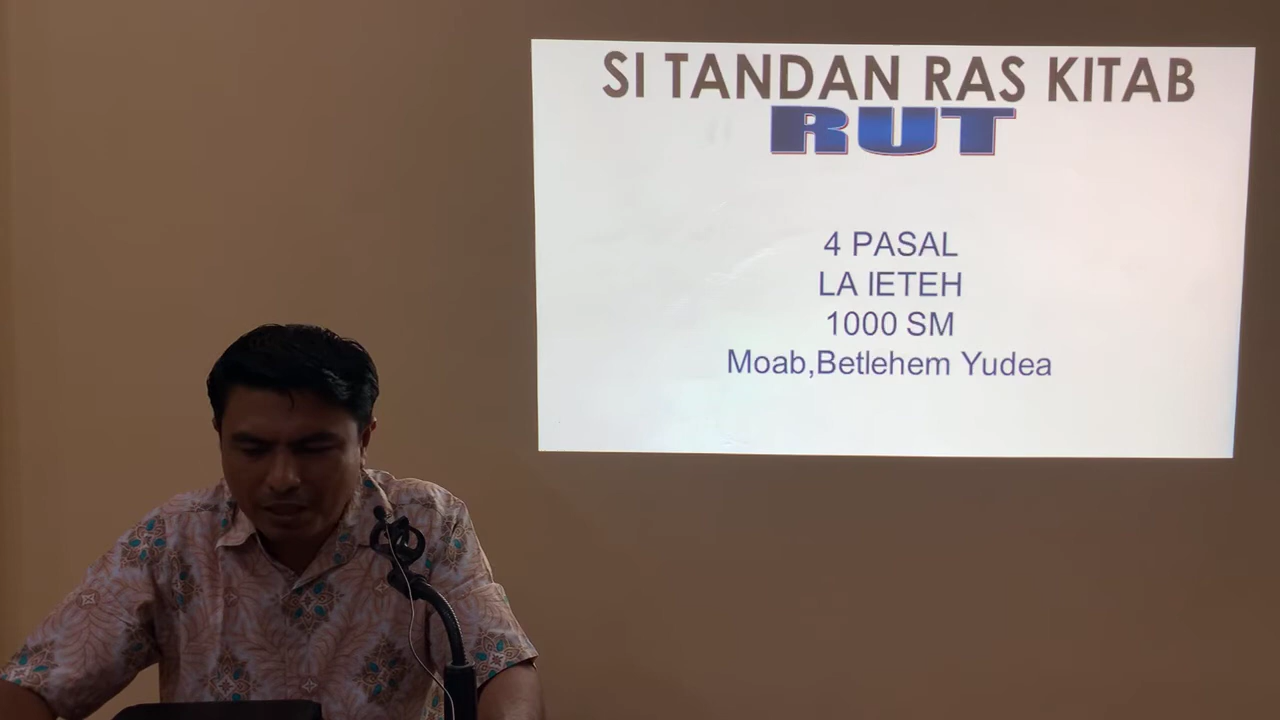 SI TANDAN RAS KITAB
RUT
4 PASAL
LA IETEH
1000 SM
Moab,Betlehem Yudea